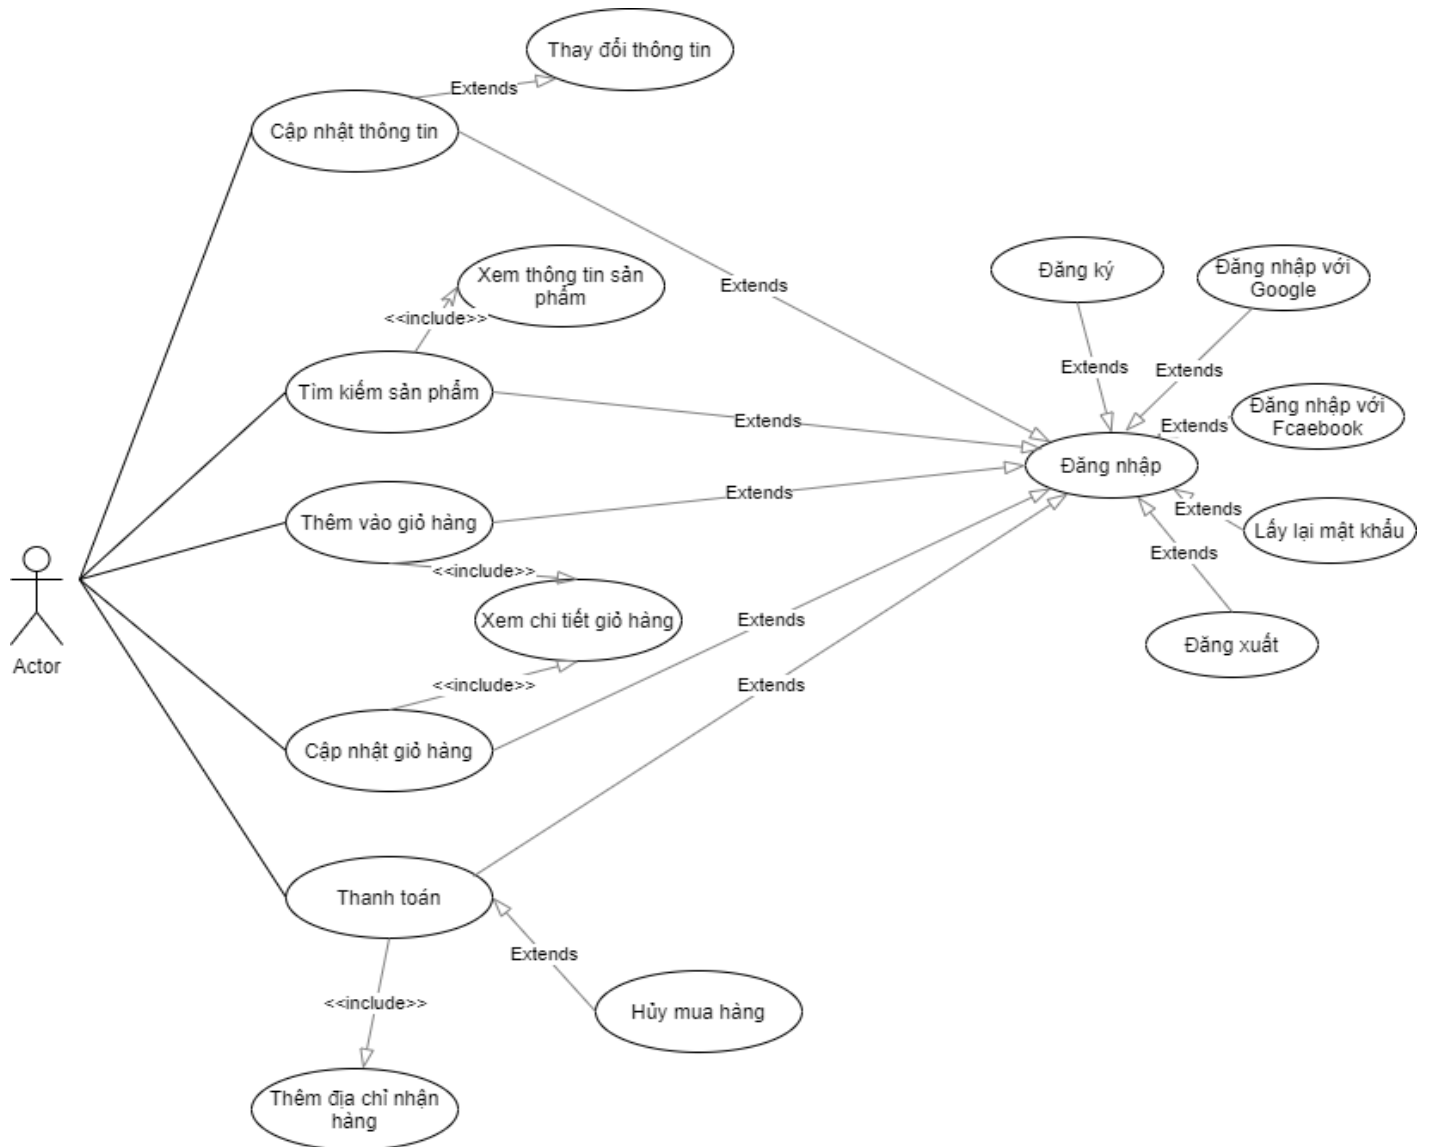 Thay đổi thông tin
Extends
Cập nhật thông tin
Xem thông tin sản
phẩm
Extends
Đăng ký
Đăng nhập với
Google
<<include>>
Extends
Extends
Tìm kiếm sản phẩm
Extends
Đăng nhập với
Fcaebook
Extends
Đăng nhập
Thêm vào giỏ hàng
Extends
Extends
Lấy lại mật khẩu
Extends
<<include>>
Xem chi tiết giỏ hàng
Extends
Đăng xuất
Actor
<<include>>
Extends
Cập nhật giỏ hàng
Thanh toán
Extends
<<include>>
Hủy mua hàng
Thêm địa chỉ nhận
hàng